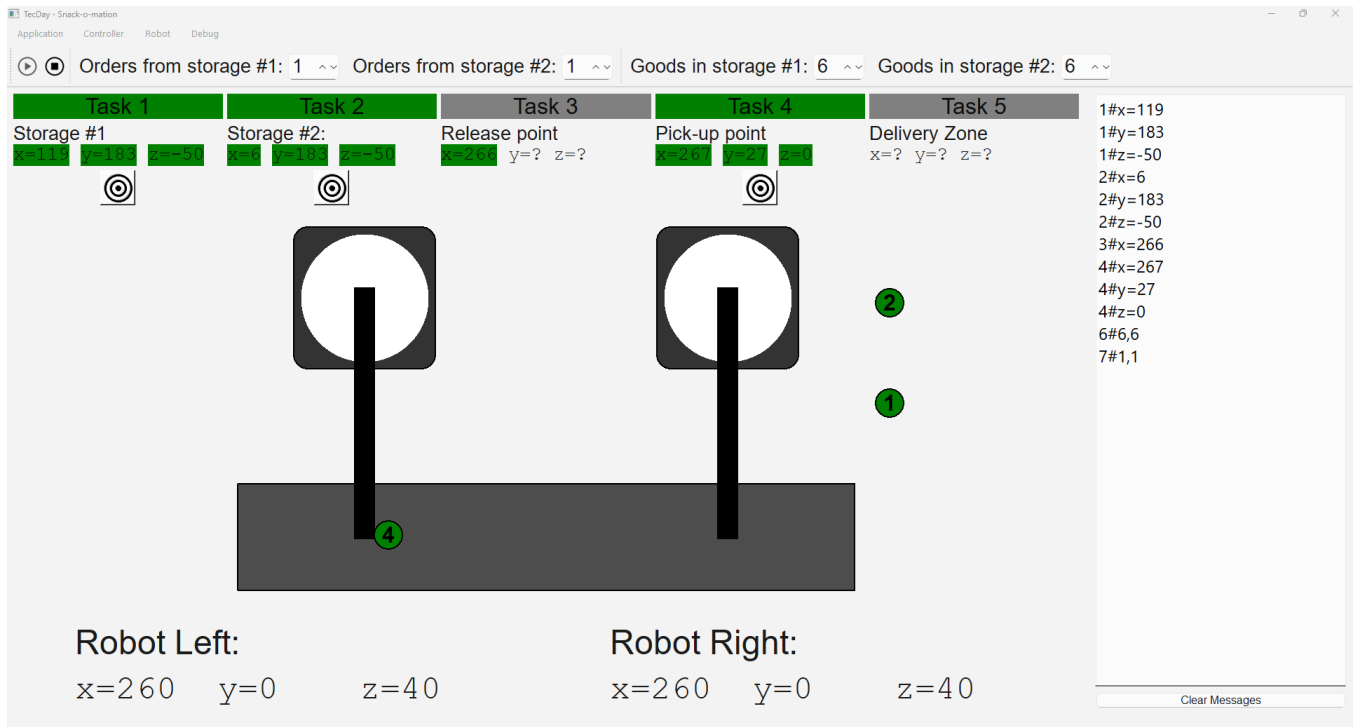 TecDay - Snack-o-mation
Application Controller Robot Debug
Orders from storage #1: 1 Orders from storage #2: 1 Goods in storage #1: 6 Goods in storage #2: 6
Task 1 Task 2 Task 3 Task 4 Task 5
Storage #1 Storage #2: Release point Pick-up point Delivery Zone
x=119 y=183 z=-50 x=6 y=183 z=-50 x=266 y=? z=? x=267 y=27 z=0 x=? y=? z=?
2
1
4
Robot Left: Robot Right:
x=260 y=0 z=40 x=260 y=0 z=40
1#x=119
1#y=183
1#z=-50
2#x=6
2#y=183
2#z=-50
3#x=266
4#x=267
4#y=27
4#z=0
6#6,6
7#1,1
Clear Messages